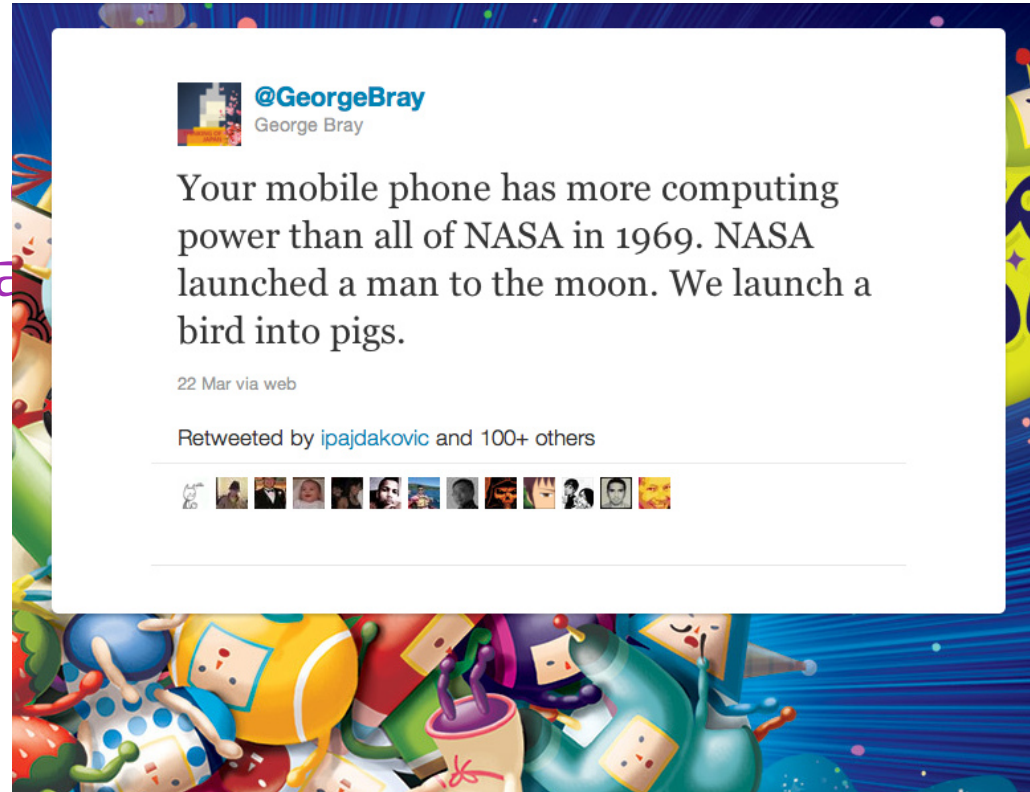 @GeorgeBray
George Bray
Your mobile phone has more computing
power than all of NASA in 1969. NASA
launched a man to the moon. We launch a
bird into pigs.
22 Mar via web
Retweeted by ipajdakovic and 100+ others